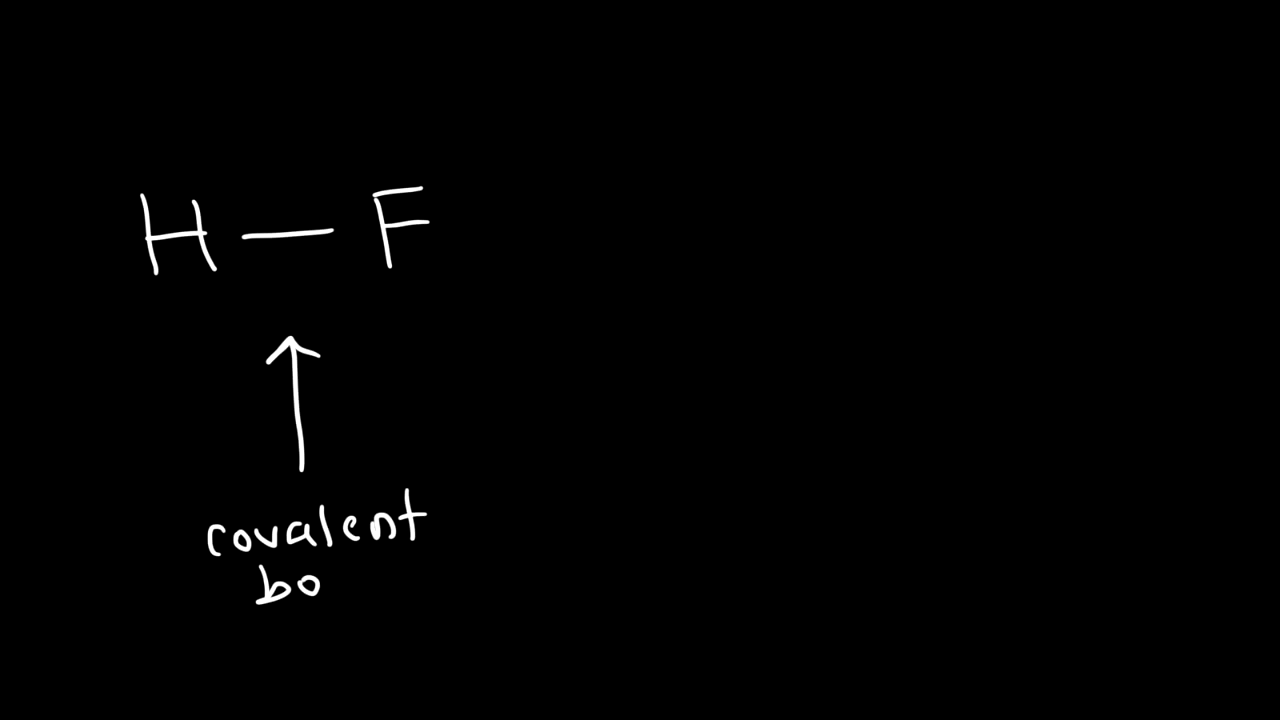 H — F
covalent
bo